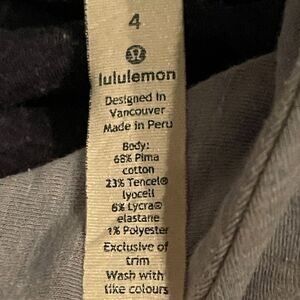 4
lululemon
Designed in
Vancouver
Made in Peru
Body:
68% Pima
cotton
23% Tencel®
lyocell
8% Lycra®
elastane
1% Polyester
Exclusive of
trim
Wash with
like colours